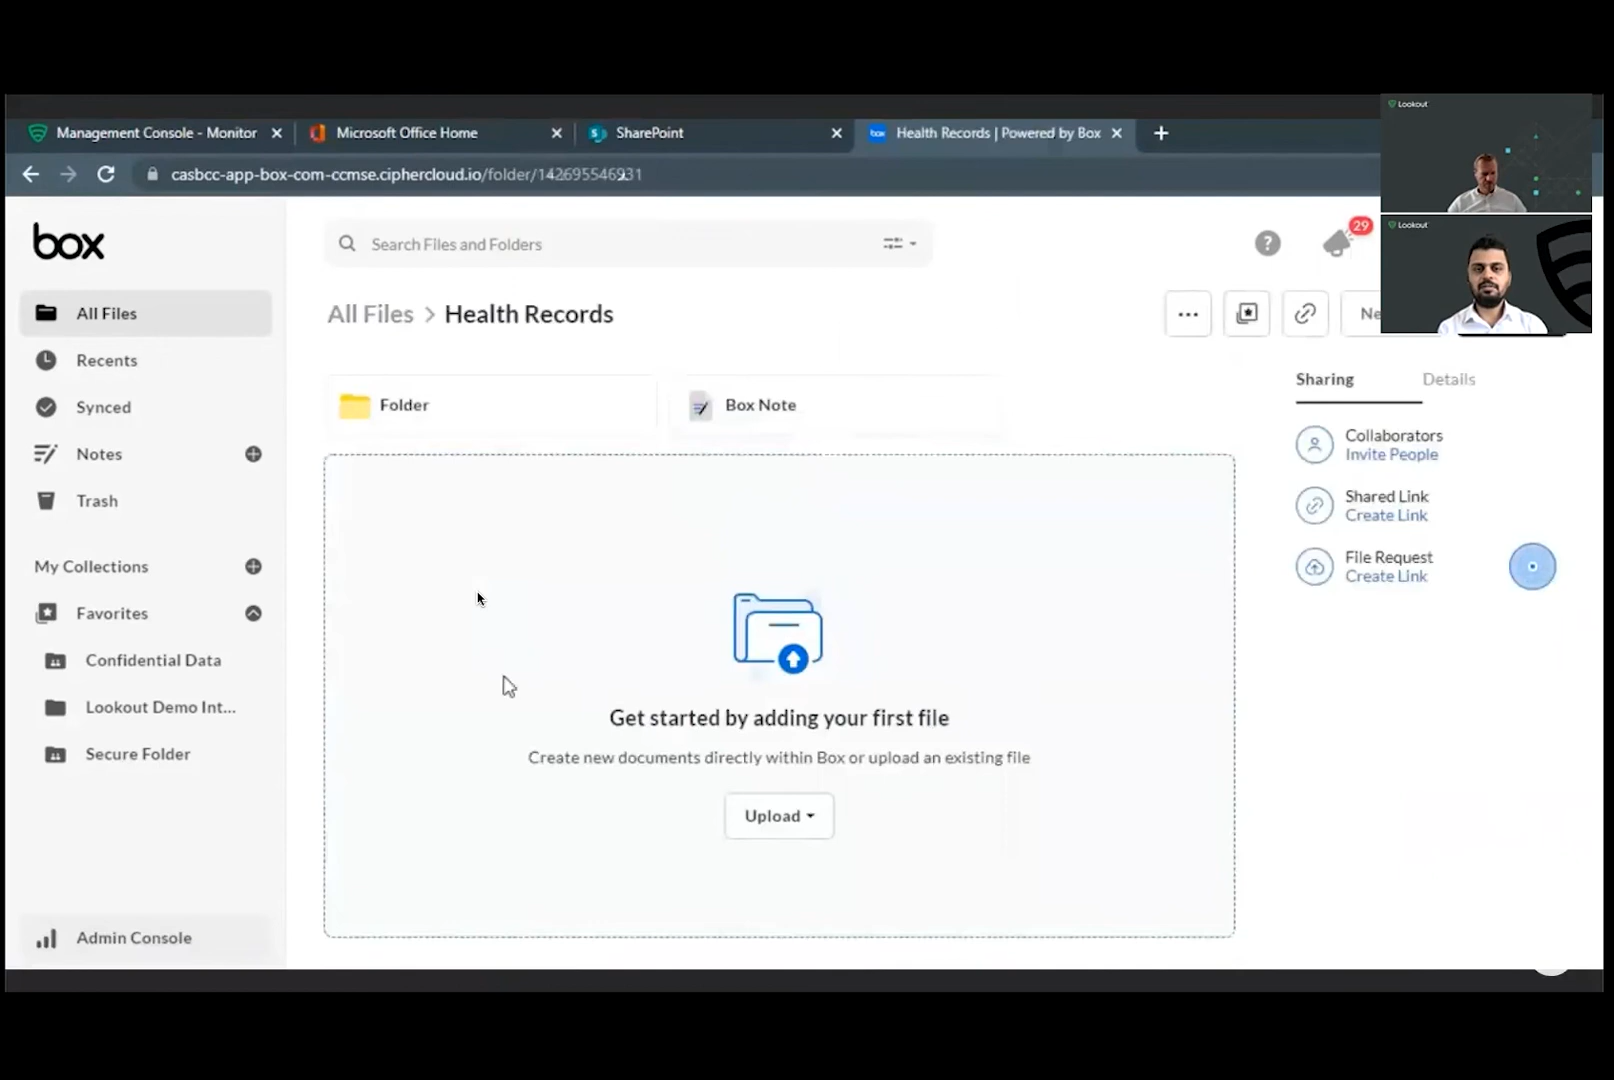 Lookout
Management Console - Monitor
Microsoft Office Home
SharePoint
box
Health Records | Powered by Box
casbcc-app-box-com-ccmse.ciphercloud.io/folder/142695546931
Lookout
box
Search Files and Folders
29
All Files
Recents
Synced
Notes
Trash
My Collections
Favorites
Confidential Data
Lookout Demo Int...
Secure Folder
Admin Console
All Files > Health Records
Folder
Box Note
Get started by adding your first file
Create new documents directly within Box or upload an existing file
Upload
Sharing
Details
Collaborators
Invite People
Shared Link
Create Link
File Request
Create Link